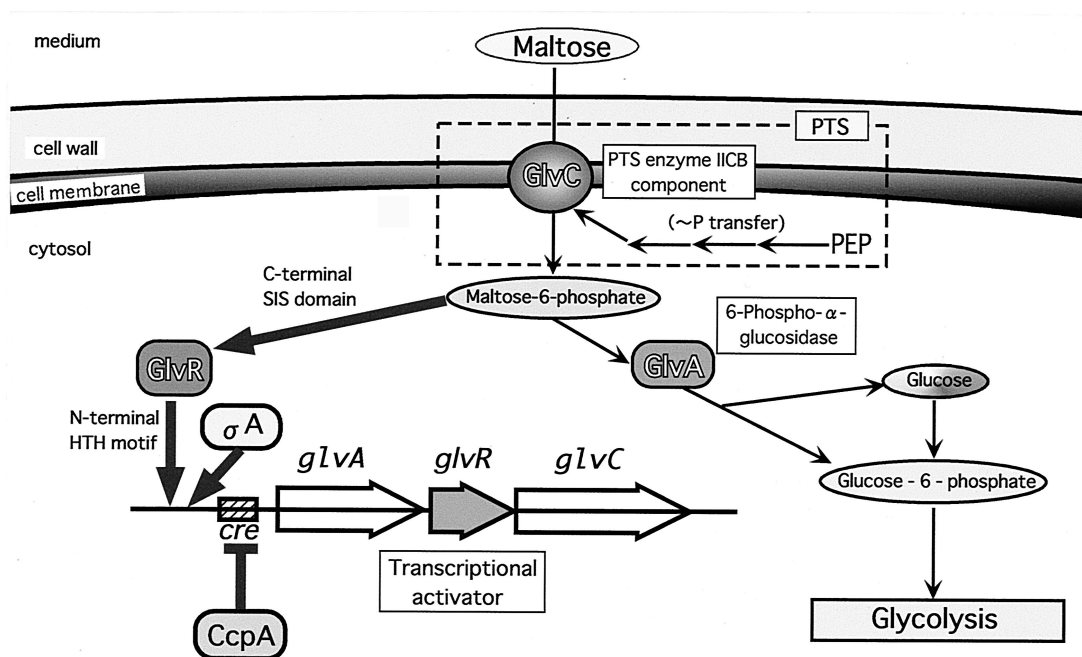 medium
Maltose
PTS
cell wall
GlvC
PTS enzyme IICB
component
cell membrane
(~P transfer)
PEP
cytosol
C-terminal
SIS domain
Maltose-6-phosphate
6-Phospho-α-
glucosidase
GlvR
GlvA
Glucose
N-terminal
HTH motif
σA
glvA
glvR
glvC
Glucose-6-phosphate
cre
Transcriptional
activator
CcpA
Glycolysis